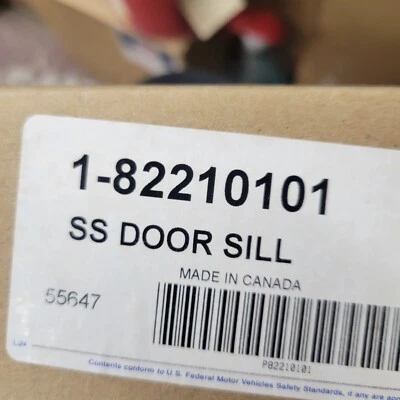 1-82210101
SS DOOR SILL
MADE IN CANADA
55647
P82210101
Contents conform to U.S. Federal Motor Vehicles Safety Standards, if any are